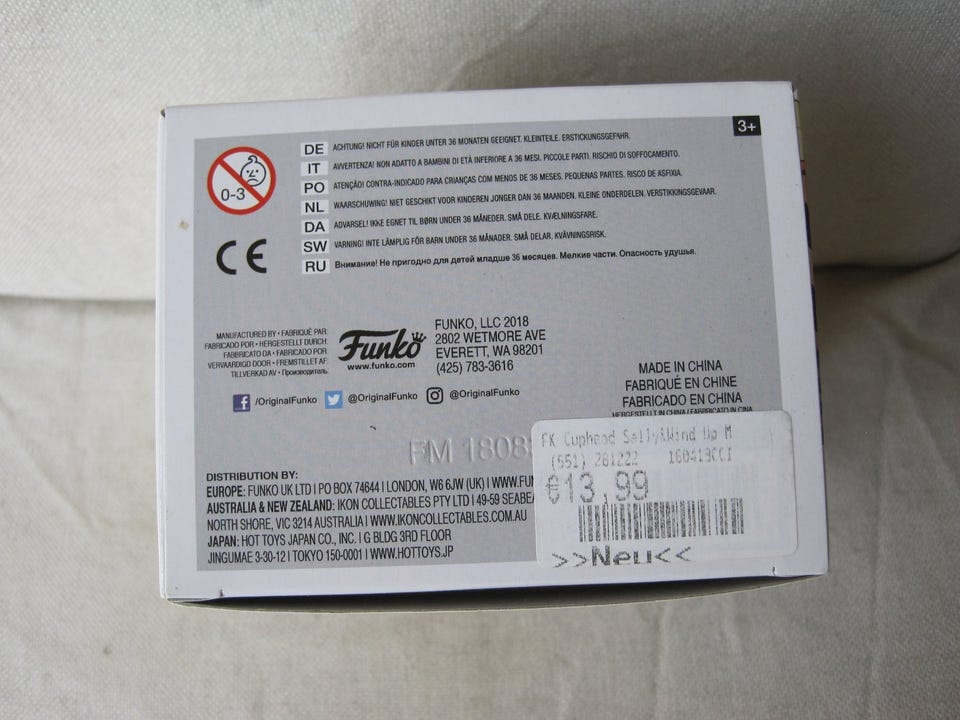 3+
0-3
DE ACHTUNG! NICHT FÜR KINDER UNTER 36 MONATEN GEEIGNET. KLEINTEILE. ERSTICKUNGSGEFAHR.
IT AVVERTENZA! NON ADATTO A BAMBINI DI ETÀ INFERIORE A 36 MESI. PICCOLE PARTI. RISCHIO DI SOFFOCAMENTO.
PO ATENÇÃO! CONTRA-INDICADO PARA CRIANÇAS COM MENOS DE 36 MESES. PEQUENAS PARTES. RISCO DE ASFIXIA.
NL WAARSCHUWING! NIET GESCHIKT VOOR KINDEREN JONGER DAN 36 MAANDEN. KLEINE ONDERDELEN. VERSTIKKINGSGEVAAR.
DA ADVARSEL! IKKE EGNET TIL BØRN UNDER 36 MÅNEDER. SMÅ DELE. KVÆLNINGSFARE.
SW VARNING! INTE LÄMPLIG FÖR BARN UNDER 36 MÅNADER. SMÅ DELAR. KVÄVNINGSRISK.
RU Внимание! Не пригодно для детей младше 36 месяцев. Мелкие части. Опасность удушья.
CE
MANUFACTURED BY • FABRIQUÉ PAR:
FABRICADO POR • HERGESTELLT DURCH:
FABBRICATO DA • FABRICADO POR:
VERVAARDIGD DOOR • FREMSTILLET AF:
TILLVERKAD AV • Производитель:
Funko
www.funko.com
FUNKO, LLC 2018
2802 WETMORE AVE
EVERETT, WA 98201
(425) 783-3616
/OriginalFunko @OriginalFunko @OriginalFunko
MADE IN CHINA
FABRIQUÉ EN CHINE
FABRICADO EN CHINA
HERGESTELLT IN CHINA / FABBRICATO IN CINA
DISTRIBUTION BY:
EUROPE: FUNKO UK LTD I PO BOX 74644 I LONDON, W6 6JW (UK) I WWW.FUN
AUSTRALIA & NEW ZEALAND: IKON COLLECTABLES PTY LTD I 49-59 SEABEA
NORTH SHORE, VIC 3214 AUSTRALIA I WWW.IKONCOLLECTABLES.COM.AU
JAPAN: HOT TOYS JAPAN CO., INC. I G BLDG 3RD FLOOR
JINGUMAE 3-30-12 I TOKYO 150-0001 I WWW.HOTTOYS.JP
FK Cuphead Sally&Wind Up M
(551) 281222 160419CCI
€13,99
>>Neu<<